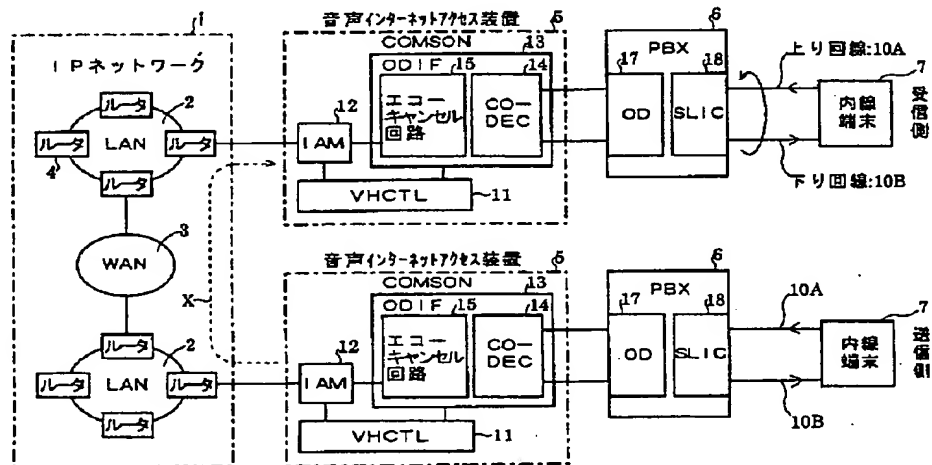 1
IPネットワーク
ルータ
2
ルータ
LAN
ルータ
4
ルータ
3
WAN
X
ルータ
2
ルータ
LAN
ルータ
ルータ
音声インターネットアクセス装置
5
COMSON
13
ODIF
15
14
エコー
キャンセル
回路
CO-
DEC
12
IAM
VHCTL
11
6
PBX
17
18
OD
SLIC
上り回線:10A
7
内線
端末
受信側
下り回線:10B
音声インターネットアクセス装置
5
COMSON
13
ODIF
15
14
エコー
キャンセル
回路
CO-
DEC
12
IAM
VHCTL
11
6
PBX
17
18
OD
SLIC
10A
7
内線
端末
送信側
10B